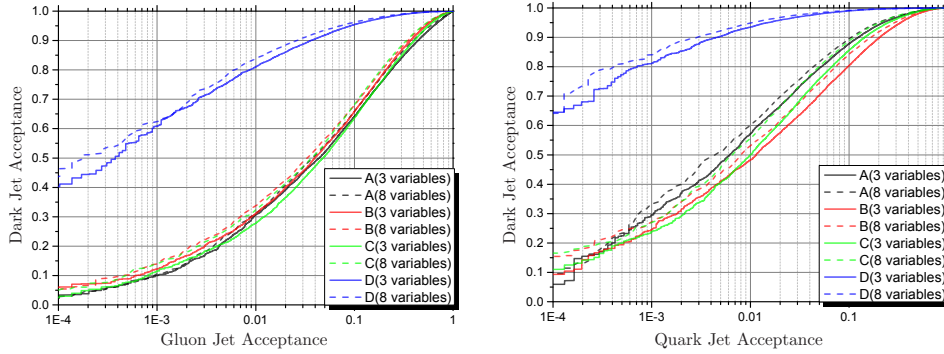 Dark Jet Acceptance
1.0
0.9
0.8
0.7
0.6
0.5
0.4
0.3
0.2
0.1
0.0
A(3 variables)
A(8 variables)
B(3 variables)
B(8 variables)
C(3 variables)
C(8 variables)
D(3 variables)
D(8 variables)
1E-4
1E-3
0.01
0.1
1
Gluon Jet Acceptance
Dark Jet Acceptance
1.0
0.9
0.8
0.7
0.6
0.5
0.4
0.3
0.2
0.1
0.0
A(3 variables)
A(8 variables)
B(3 variables)
B(8 variables)
C(3 variables)
C(8 variables)
D(3 variables)
D(8 variables)
1E-4
1E-3
0.01
0.1
Quark Jet Acceptance